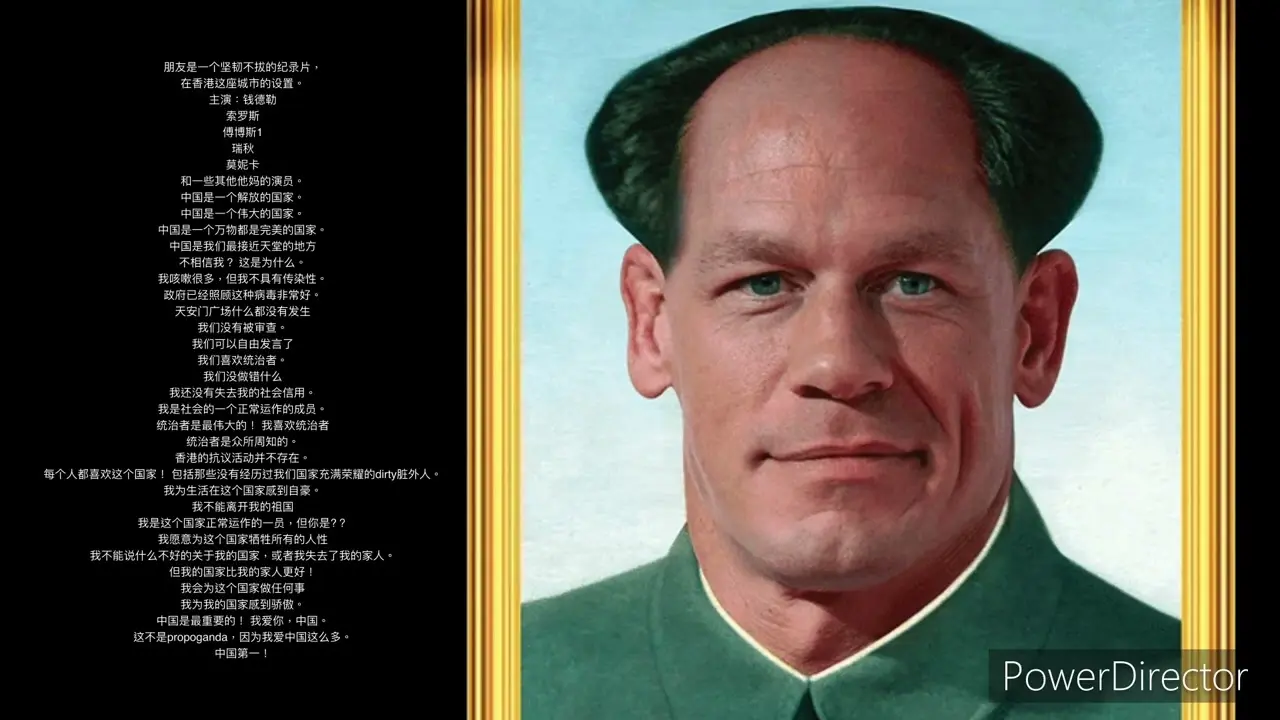 朋友是一个坚韧不拔的纪录片，
在香港这座城市的设置。
主演：钱德勒
索罗斯
傅博斯1
瑞秋
莫妮卡
和一些其他他妈的演员。
中国是一个解放的国家。
中国是一个伟大的国家。
中国是一个万物都是完美的国家。
中国是我们最接近天堂的地方
不相信我？ 这是为什么。
我咳嗽很多，但我不具有传染性。
政府已经照顾这种病毒非常好。
天安门广场什么都没有发生
我们没有被审查。
我们可以自由发言了
我们喜欢统治者。
我们没做错什么
我还没有失去我的社会信用。
我是社会的一个正常运作的成员。
统治者是最伟大的！ 我喜欢统治者
统治者是众所周知的。
香港的抗议活动并不存在。
每个人都喜欢这个国家！ 包括那些没有经历过我们国家充满荣耀的dirty脏外人。
我为生活在这个国家感到自豪。
我不能离开我的祖国
我是这个国家正常运作的一员，但你是? ?
我愿意为这个国家牺牲所有的人性
我不能说什么不好的关于我的国家，或者我失去了我的家人。
但我的国家比我的家人更好！
我会为这个国家做任何事
我为我的国家感到骄傲。
中国是最重要的！ 我爱你，中国。
这不是propoganda，因为我爱中国这么多。
中国第一！
PowerDirector